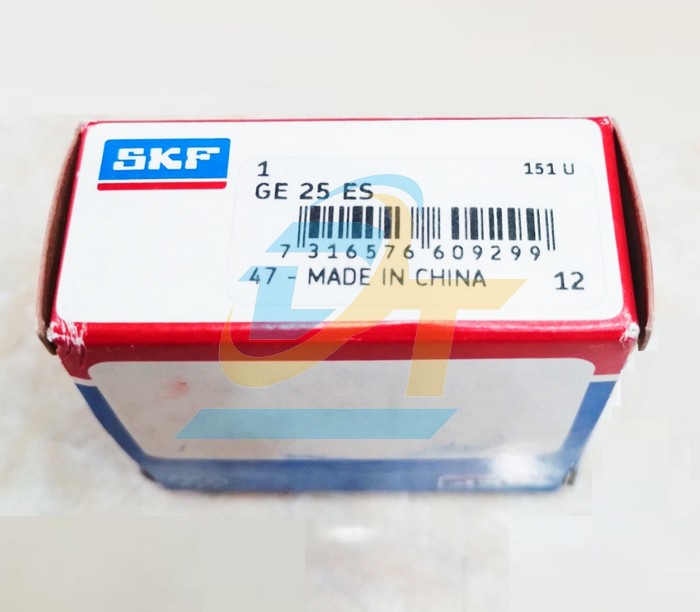 SKF
1
151 U
GE 25 ES
7 316576 609299
47 - MADE IN CHINA
12